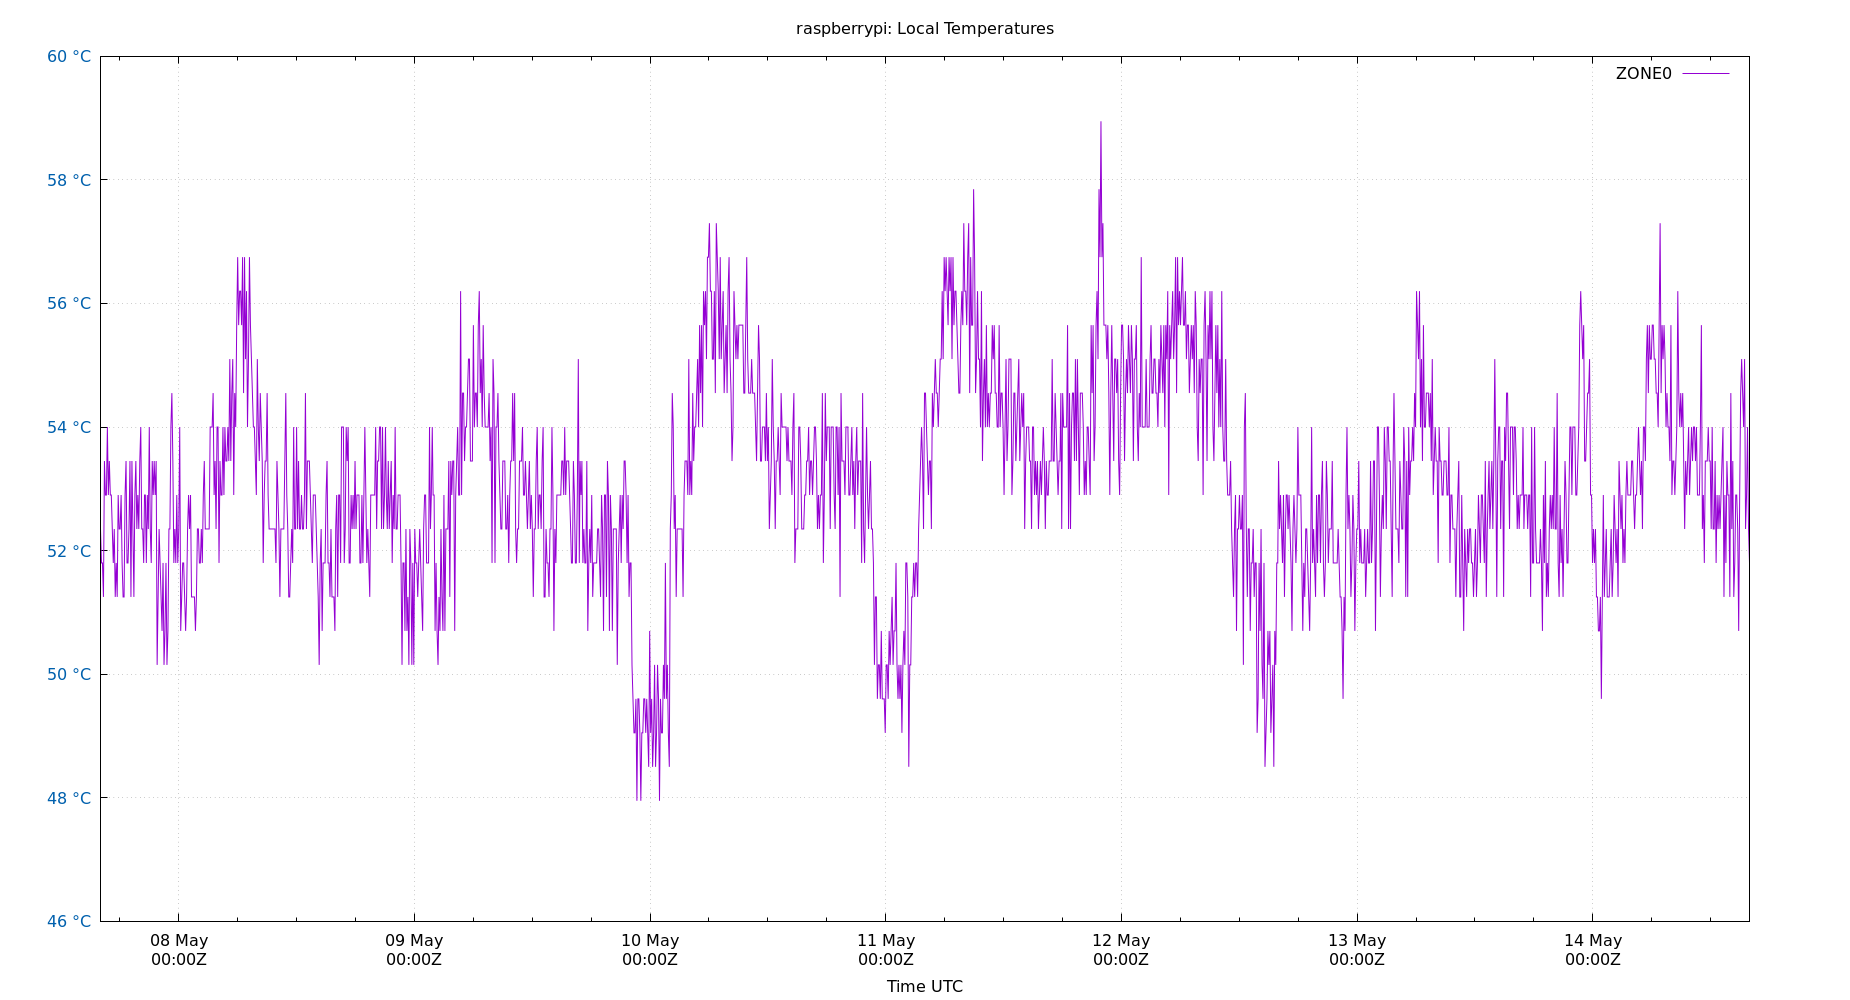 raspberrypi: Local Temperatures
60 °C
ZONE0
58 °C
56 °C
54 °C
52 °C
50 °C
48 °C
46 °C
08 May 09 May 10 May 11 May 12 May 13 May 14 May
00:00Z 00:00Z 00:00Z 00:00Z 00:00Z 00:00Z 00:00Z
Time UTC